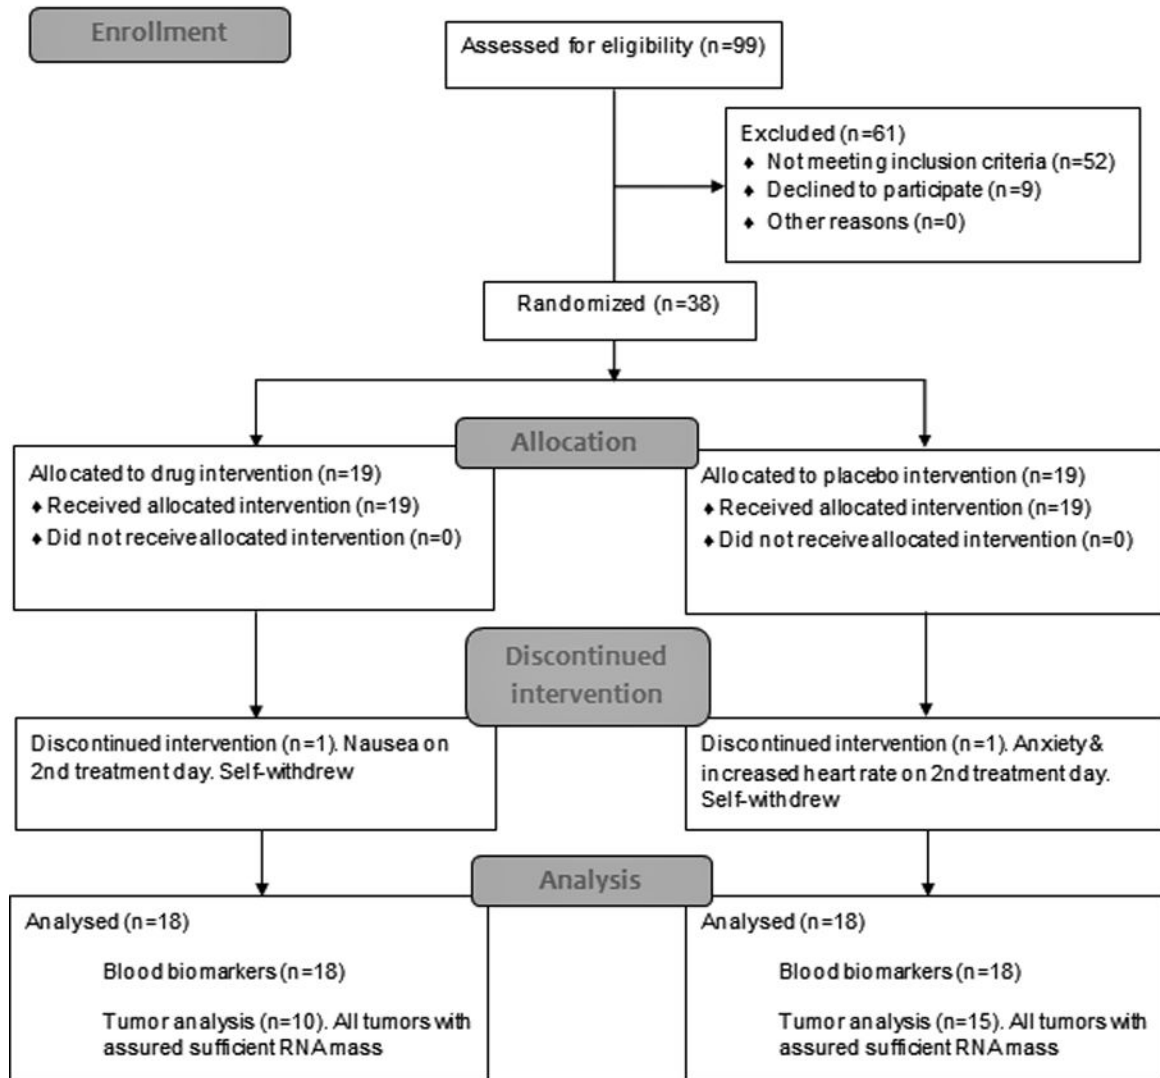 Enrollment
Assessed for eligibility (n=99)
Excluded (n=61)
♦ Not meeting inclusion criteria (n=52)
♦ Declined to participate (n=9)
♦ Other reasons (n=0)
Randomized (n=38)
Allocation
Allocated to drug intervention (n=19)
♦ Received allocated intervention (n=19)
♦ Did not receive allocated intervention (n=0)
Allocated to placebo intervention (n=19)
♦ Received allocated intervention (n=19)
♦ Did not receive allocated intervention (n=0)
Discontinued
intervention
Discontinued intervention (n=1). Nausea on
2nd treatment day. Self-withdrew
Discontinued intervention (n=1). Anxiety &
increased heart rate on 2nd treatment day.
Self-withdrew
Analysis
Analysed (n=18)
Blood biomarkers (n=18)
Tumor analysis (n=10). All tumors with
assured sufficient RNA mass
Analysed (n=18)
Blood biomarkers (n=18)
Tumor analysis (n=15). All tumors with
assured sufficient RNA mass